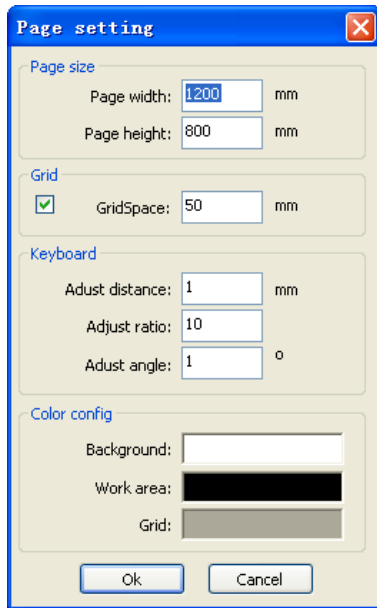 Page setting
Page size
Page width: 1200 mm
Page height: 800 mm
Grid
GridSpace: 50 mm
Keyboard
Adust distance: 1 mm
Adjust ratio: 10
Adust angle: 1 °
Color config
Background:
Work area:
Grid:
Ok Cancel